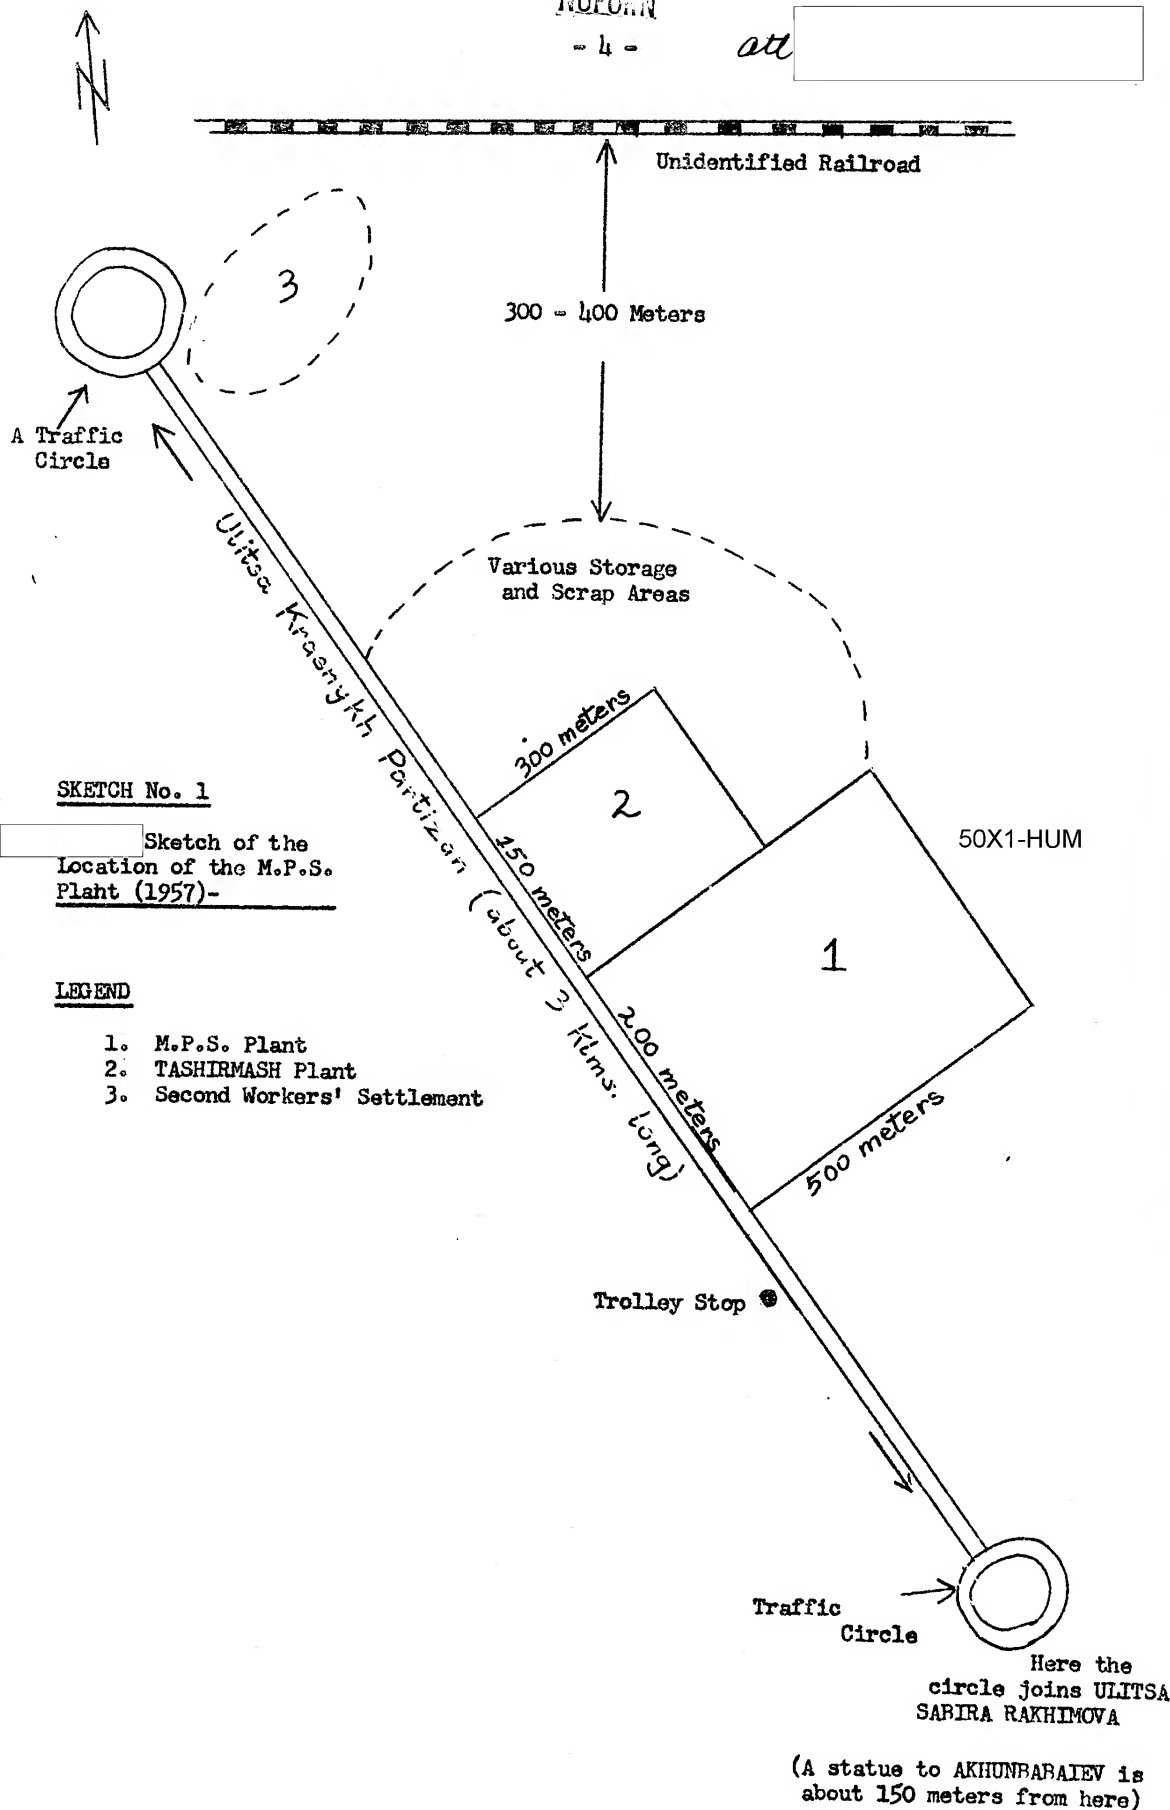 NOFORN
- 4 -
att
N
Unidentified Railroad
3
300 - 400 Meters
A Traffic
Circle
Various Storage
and Scrap Areas
Ulitsa Krasnykh Partizan (about 3 klms. long)
300 meters
2
150 meters
SKETCH No. 1
Sketch of the
Location of the M.P.S.
Plaht (1957)-
50X1-HUM
1
200 meters
500 meters
LEGEND
1. M.P.S. Plant
2. TASHIRMASH Plant
3. Second Workers' Settlement
Trolley Stop
Traffic
Circle
Here the
circle joins ULITSA
SABIRA RAKHIMOVA
(A statue to AKHUNBABAIEV is
about 150 meters from here)